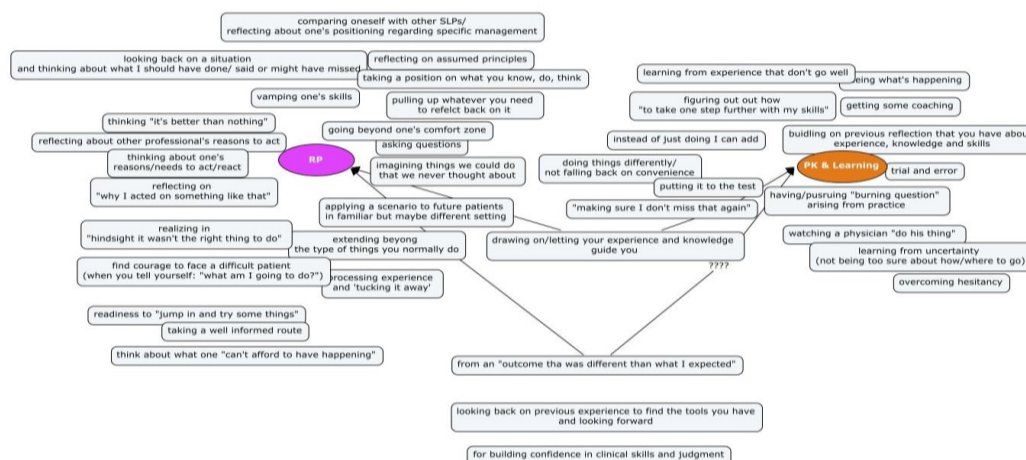 comparing oneself with other SLPs/
reflecting about one's positioning regarding specific management
looking back on a situation
and thinking about what I should have done/ said or might have missed
reflecting on assumed principles
taking a position on what you know, do, think
vamping one's skills
pulling up whatever you need
to refelct back on it
thinking "it's better than nothing"
going beyond one's comfort zone
reflecting about other professional's reasons to act
asking questions
RP
thinking about one's
reasons/needs to act/react
imagining things we could do
that we never thought about
reflecting on
"why I acted on something like that"
applying a scenario to future patients
in familiar but maybe different setting
realizing in
"hindsight it wasn't the right thing to do"
extending beyong
the type of things you normally do
find courage to face a difficult patient
(when you tell yourself: "what am I going to do?")
processing experience
and 'tucking it away'
readiness to "jump in and try some things"
taking a well informed route
think about what one "can't afford to have happening"
learning from experience that don't go well
what's happening
figuring out out how
"to take one step further with my skills"
getting some coaching
instead of just doing I can add
buidling on previous reflection that you have abou
experience, knowledge and skills
doing things differently/
not falling back on convenience
PK & Learning
trial and error
putting it to the test
"making sure I don't miss that again"
having/pusruing "burning question"
arising from practice
drawing on/letting your experience and knowledge
guide you
????
watching a physician "do his thing"
learning from uncertainty
(not being too sure about how/where to go)
overcoming hesitancy
from an "outcome tha was different than what I expected"
looking back on previous experience to find the tools you have
and looking forward
for building confidence in clinical skills and judgment